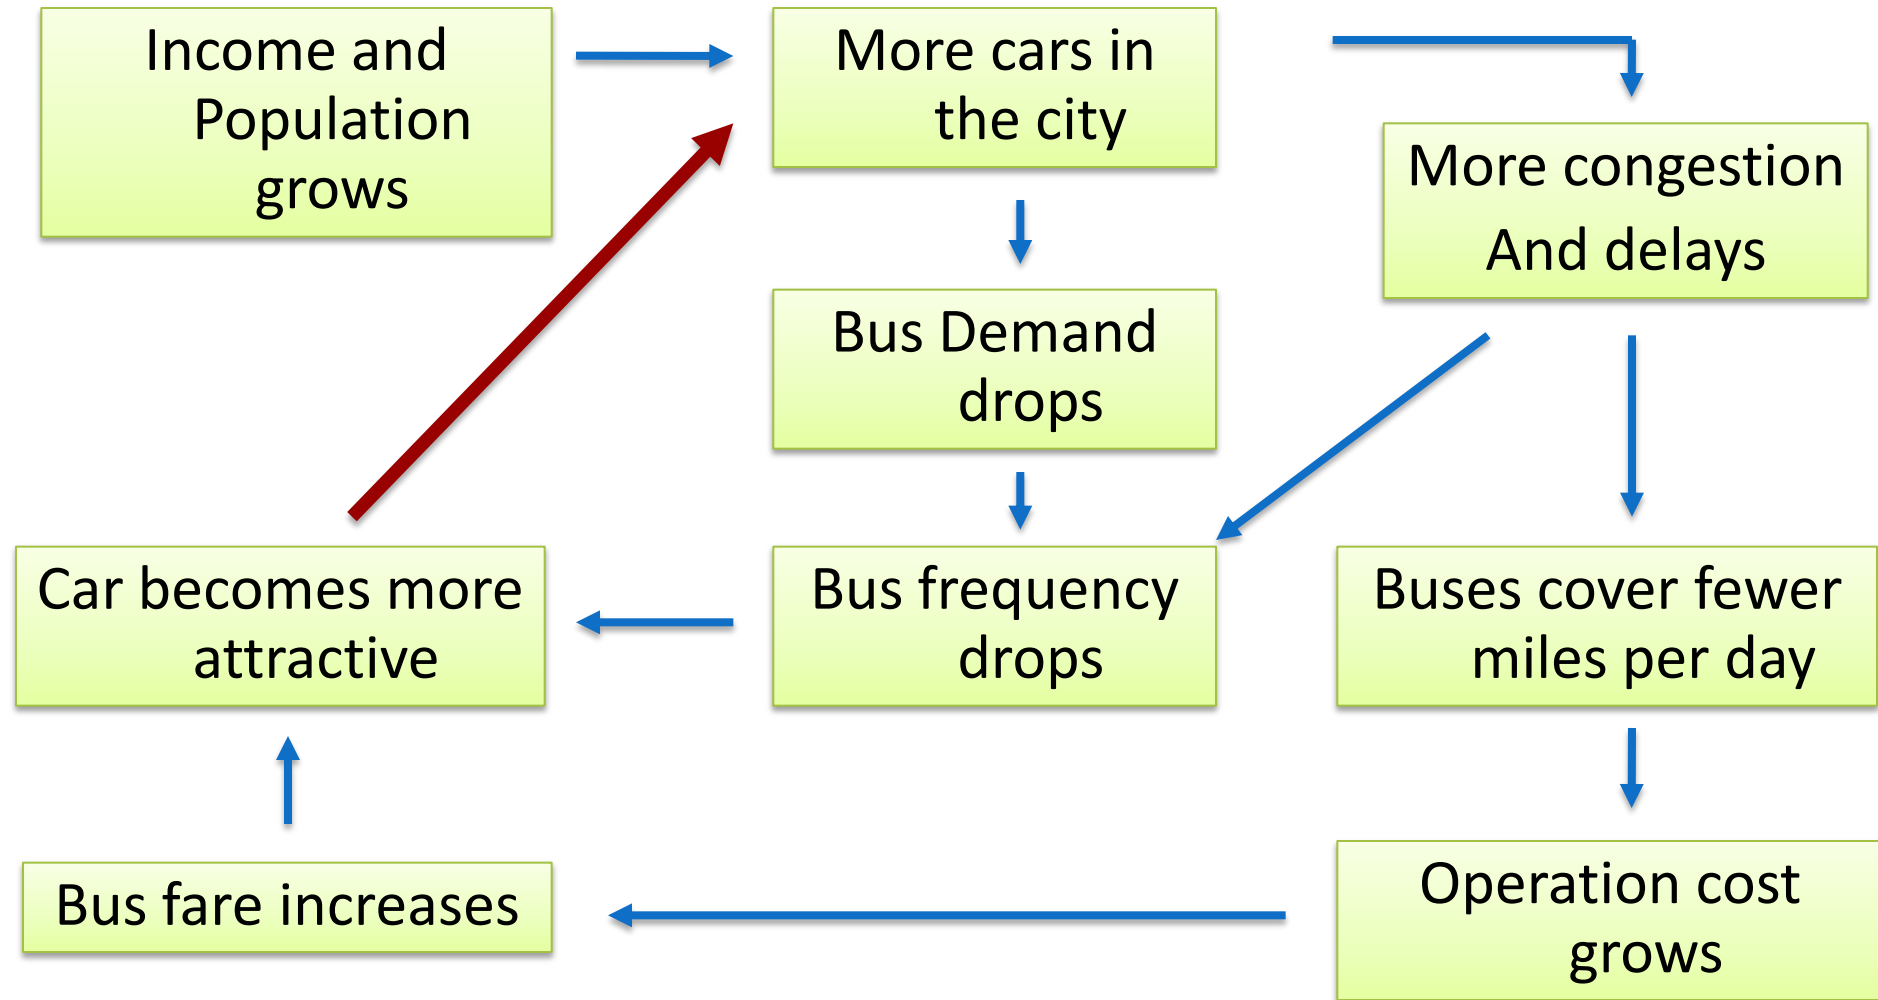 Income and
Population
grows
More cars in
the city
More congestion
And delays
Bus Demand
drops
Car becomes more
attractive
Bus frequency
drops
Buses cover fewer
miles per day
Bus fare increases
Operation cost
grows